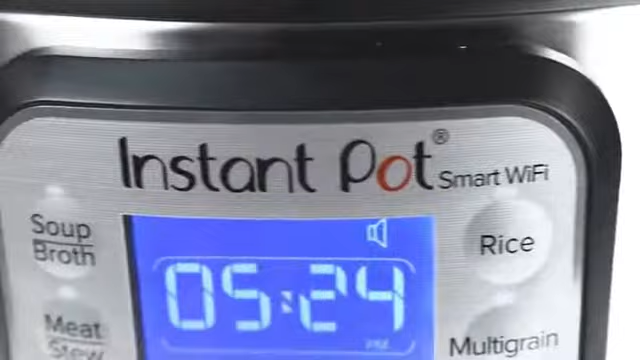 Instant Pot® Smart WiFi
Soup
Broth
05:24
PM
Rice
Meat
Stew
Multigrain